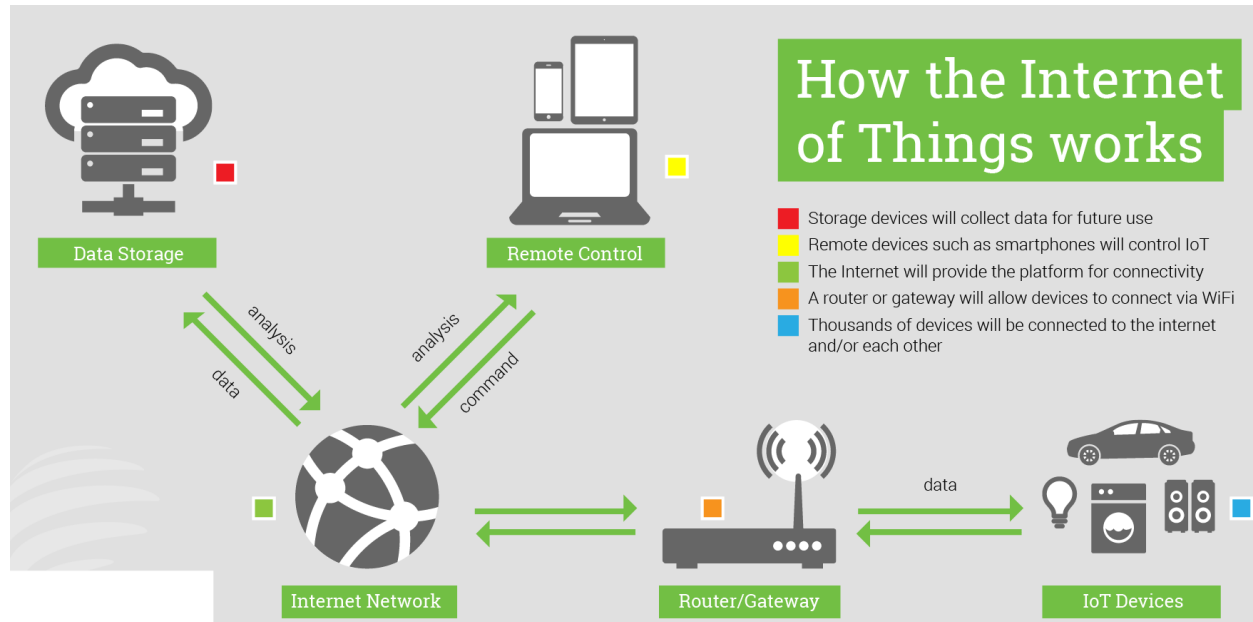 How the Internet
of Things works
Storage devices will collect data for future use
Remote devices such as smartphones will control IoT
The Internet will provide the platform for connectivity
A router or gateway will allow devices to connect via WiFi
Thousands of devices will be connected to the internet
and/or each other
Data Storage
Remote Control
analysis
data
analysis
command
data
Internet Network
Router/Gateway
IoT Devices